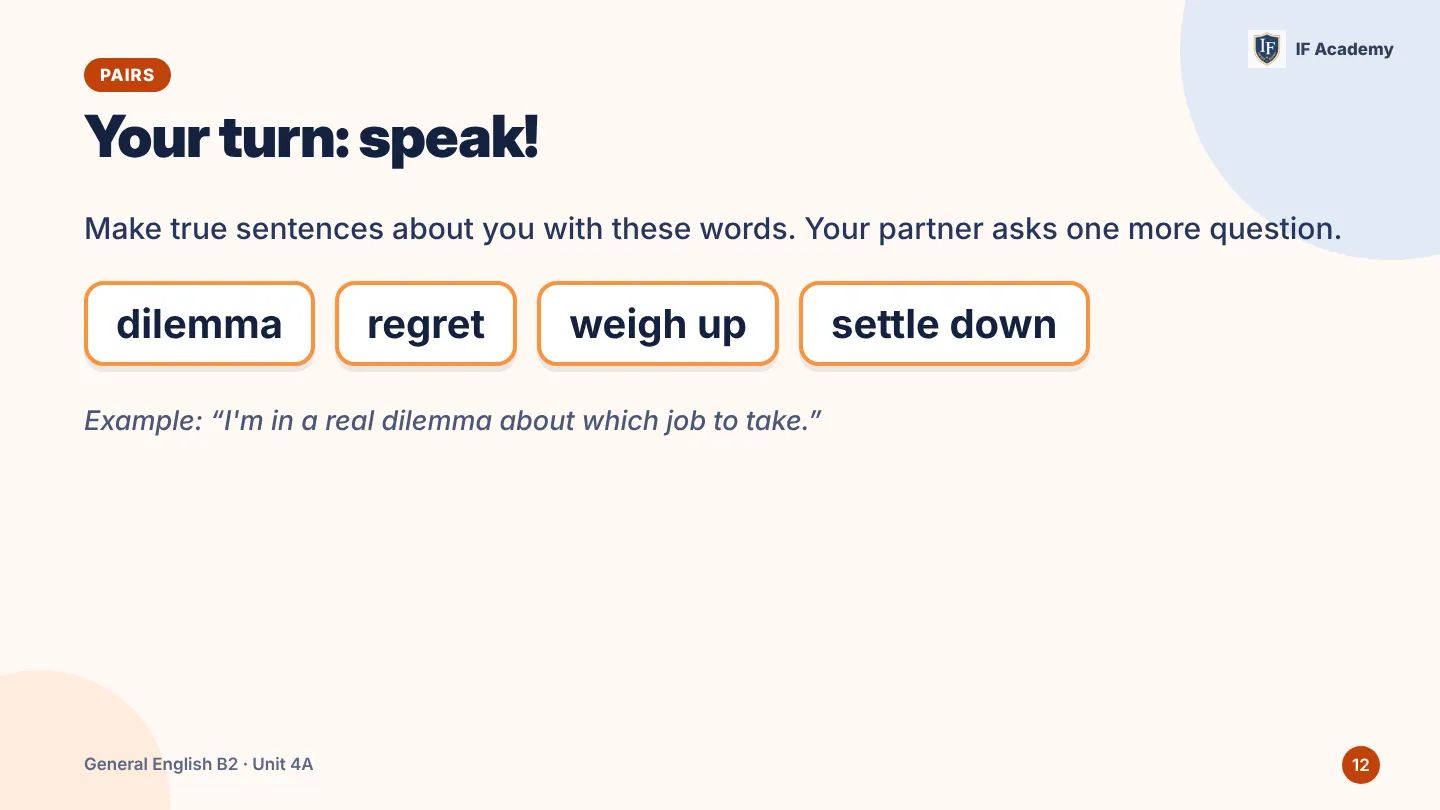 IF
IF Academy
PAIRS
Your turn: speak!
Make true sentences about you with these words. Your partner asks one more question.
dilemma
regret
weigh up
settle down
Example: “I'm in a real dilemma about which job to take.”
General English B2 · Unit 4A
12